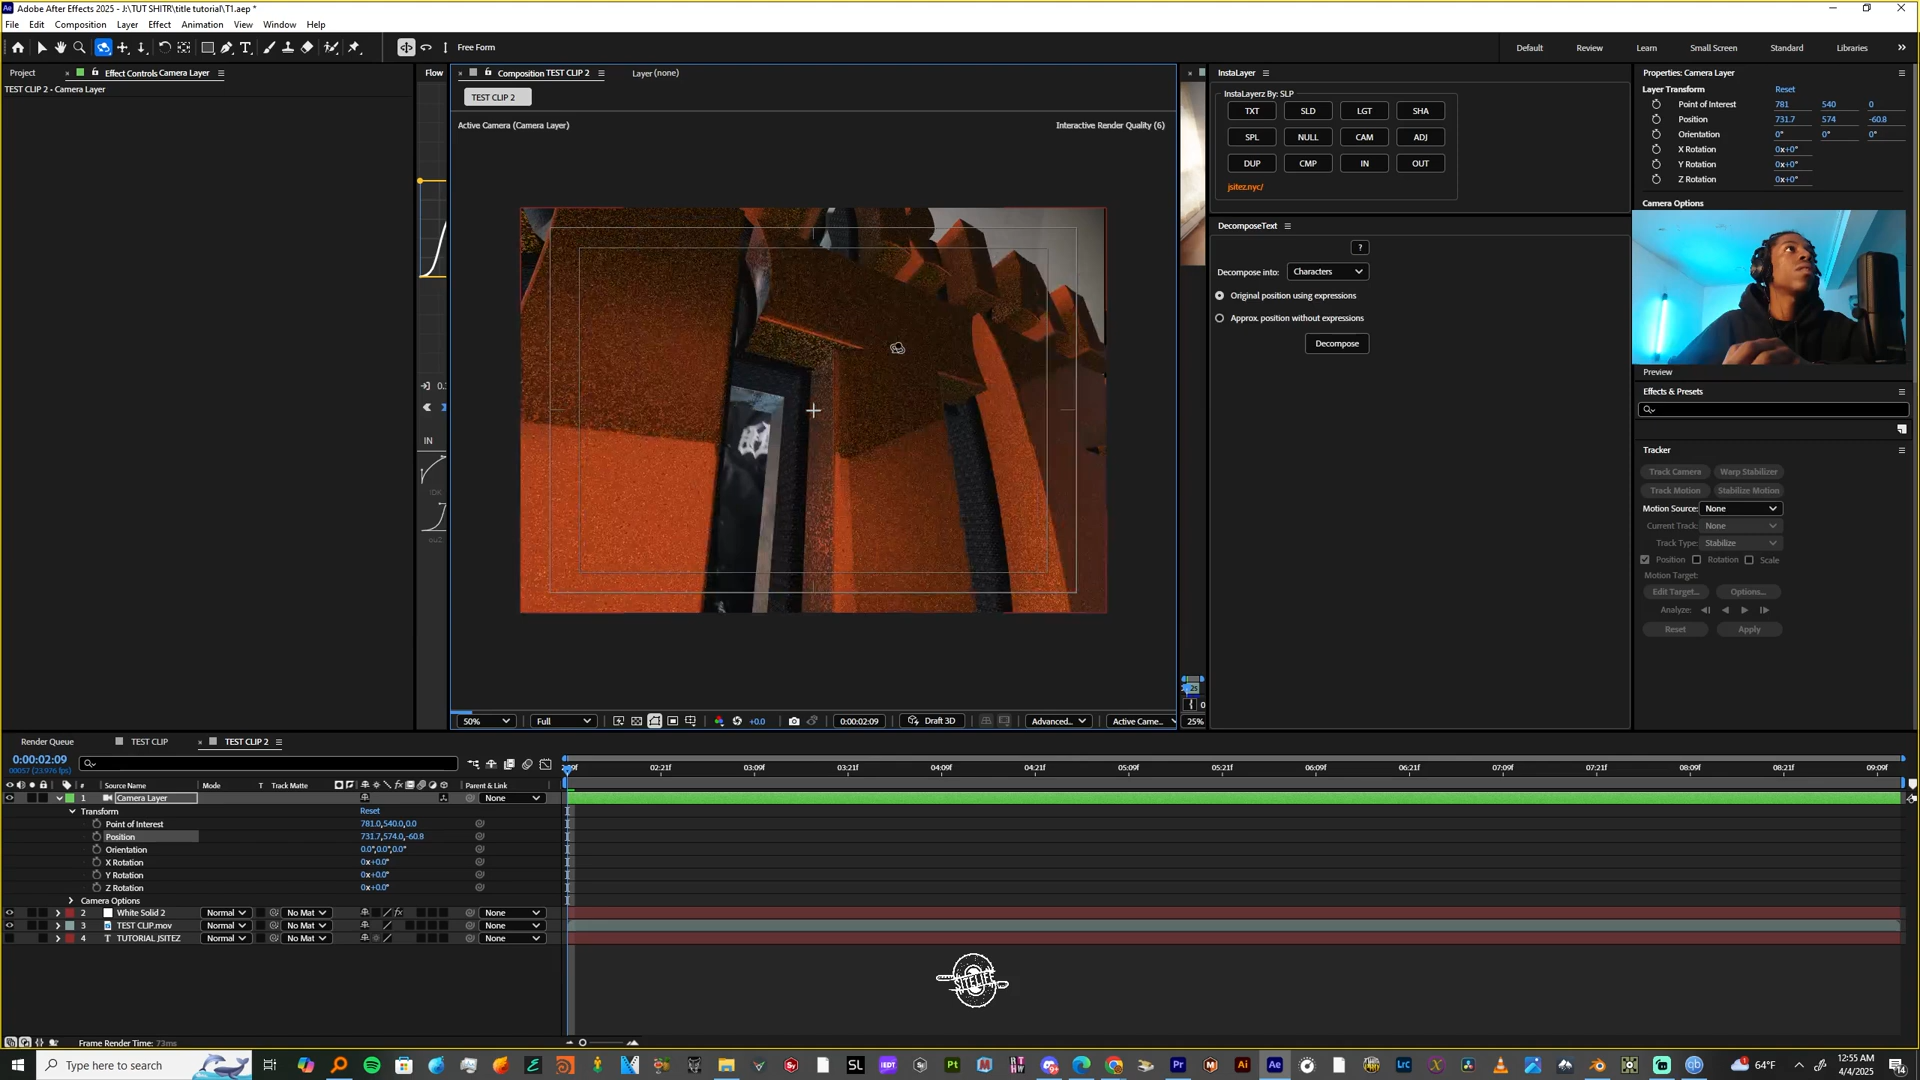 Adobe After Effects 2025 - J:\TUT SHITR\title tutorial\T1.aep *
File Edit Composition Layer Effect Animation View Window Help
Free Form
Default Review Learn Small Screen Standard Libraries
Project Effect Controls Camera Layer
TEST CLIP 2 • Camera Layer
Flow
Composition TEST CLIP 2 Layer (none)
TEST CLIP 2
Active Camera (Camera Layer) Interactive Render Quality (6)
IN
50% Full +0.0 0:00:02:09 Draft 3D Advanced... Active Came... 25%
InstaLayer
InstaLayerz By: SLP
TXT SLD LGT SHA
SPL NULL CAM ADJ
DUP CMP IN OUT
jsitez.nyc/
DecomposeText
?
Decompose into: Characters
Original position using expressions
Approx. position without expressions
Decompose
Properties: Camera Layer
Layer Transform Reset
Point of Interest 781 540 0
Position 731.7 574 -60.8
Orientation 0° 0° 0°
X Rotation 0x+0°
Y Rotation 0x+0°
Z Rotation 0x+0°
Camera Options
Preview
Effects & Presets
Tracker
Track Camera Warp Stabilizer
Track Motion Stabilize Motion
Motion Source: None
Current Track: None
Track Type: Stabilize
Position Rotation Scale
Motion Target:
Edit Target... Options...
Analyze:
Reset Apply
Render Queue TEST CLIP TEST CLIP 2
0:00:02:09
00057 (23.976 fps)
02:21f 03:09f 03:21f 04:09f 04:21f 05:09f 05:21f 06:09f 06:21f 07:09f 07:21f 08:09f 08:21f 09:09f
# Source Name Mode T Track Matte Parent & Link
1 Camera Layer None
Transform Reset
Point of Interest 781.0,540.0,0.0
Position 731.7,574.0,-60.8
Orientation 0.0°,0.0°,0.0°
X Rotation 0x+0.0°
Y Rotation 0x+0.0°
Z Rotation 0x+0.0°
Camera Options
2 White Solid 2 Normal No Mat None
3 TEST CLIP.mov Normal No Mat None
4 TUTORIAL JSITEZ Normal No Mat None
SITELIFE
Frame Render Time: 73ms
Type here to search
64°F
12:55 AM
4/4/2025